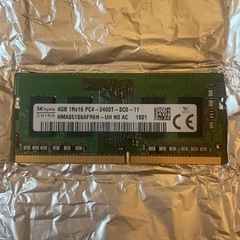 SK hynix 4GB 1Rx16 PC4-2400T-SC0-11
CHINA HMA851S6AFR6N-UH N0 AC 1801